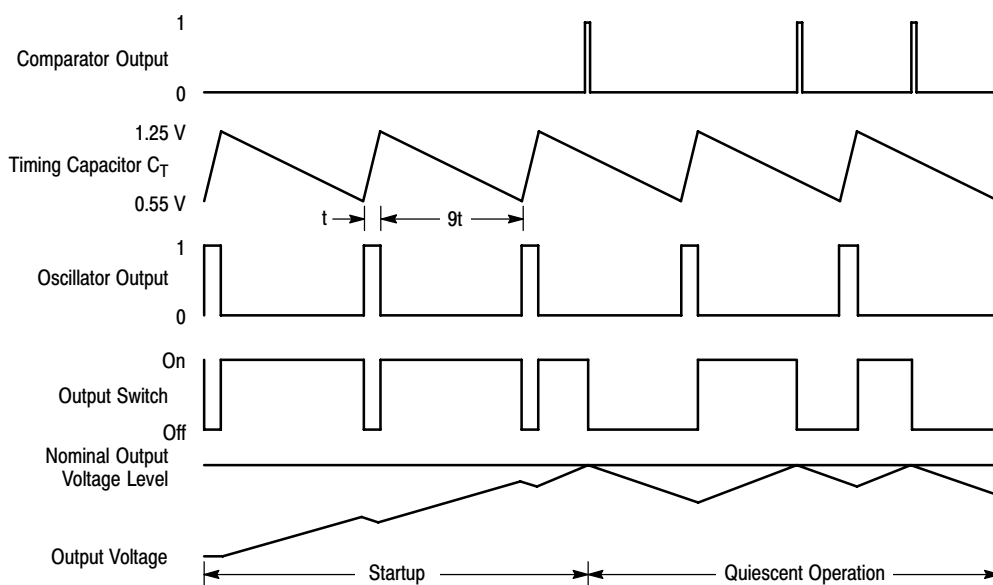 1
Comparator Output
0
1.25 V
Timing Capacitor CT
0.55 V
t
9t
1
Oscillator Output
0
On
Output Switch
Off
Nominal Output
Voltage Level
Output Voltage
Startup
Quiescent Operation